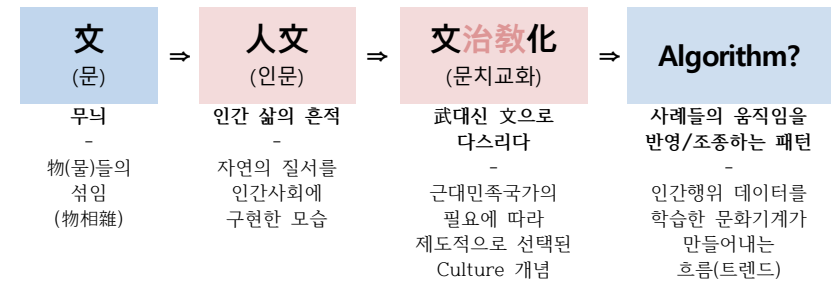 文
(문)
무늬
–
物(물)들의
섞임
(物相雜)
⇒
人文
(인문)
인간 삶의 흔적
–
자연의 질서를
인간사회에
구현한 모습
⇒
文治敎化
(문치교화)
武대신 文으로
다스리다
–
근대민족국가의
필요에 따라
제도적으로 선택된
Culture 개념
⇒
Algorithm?
사례들의 움직임을
반영/조종하는 패턴
–
인간행위 데이터를
학습한 문화기계가
만들어내는
흐름(트렌드)